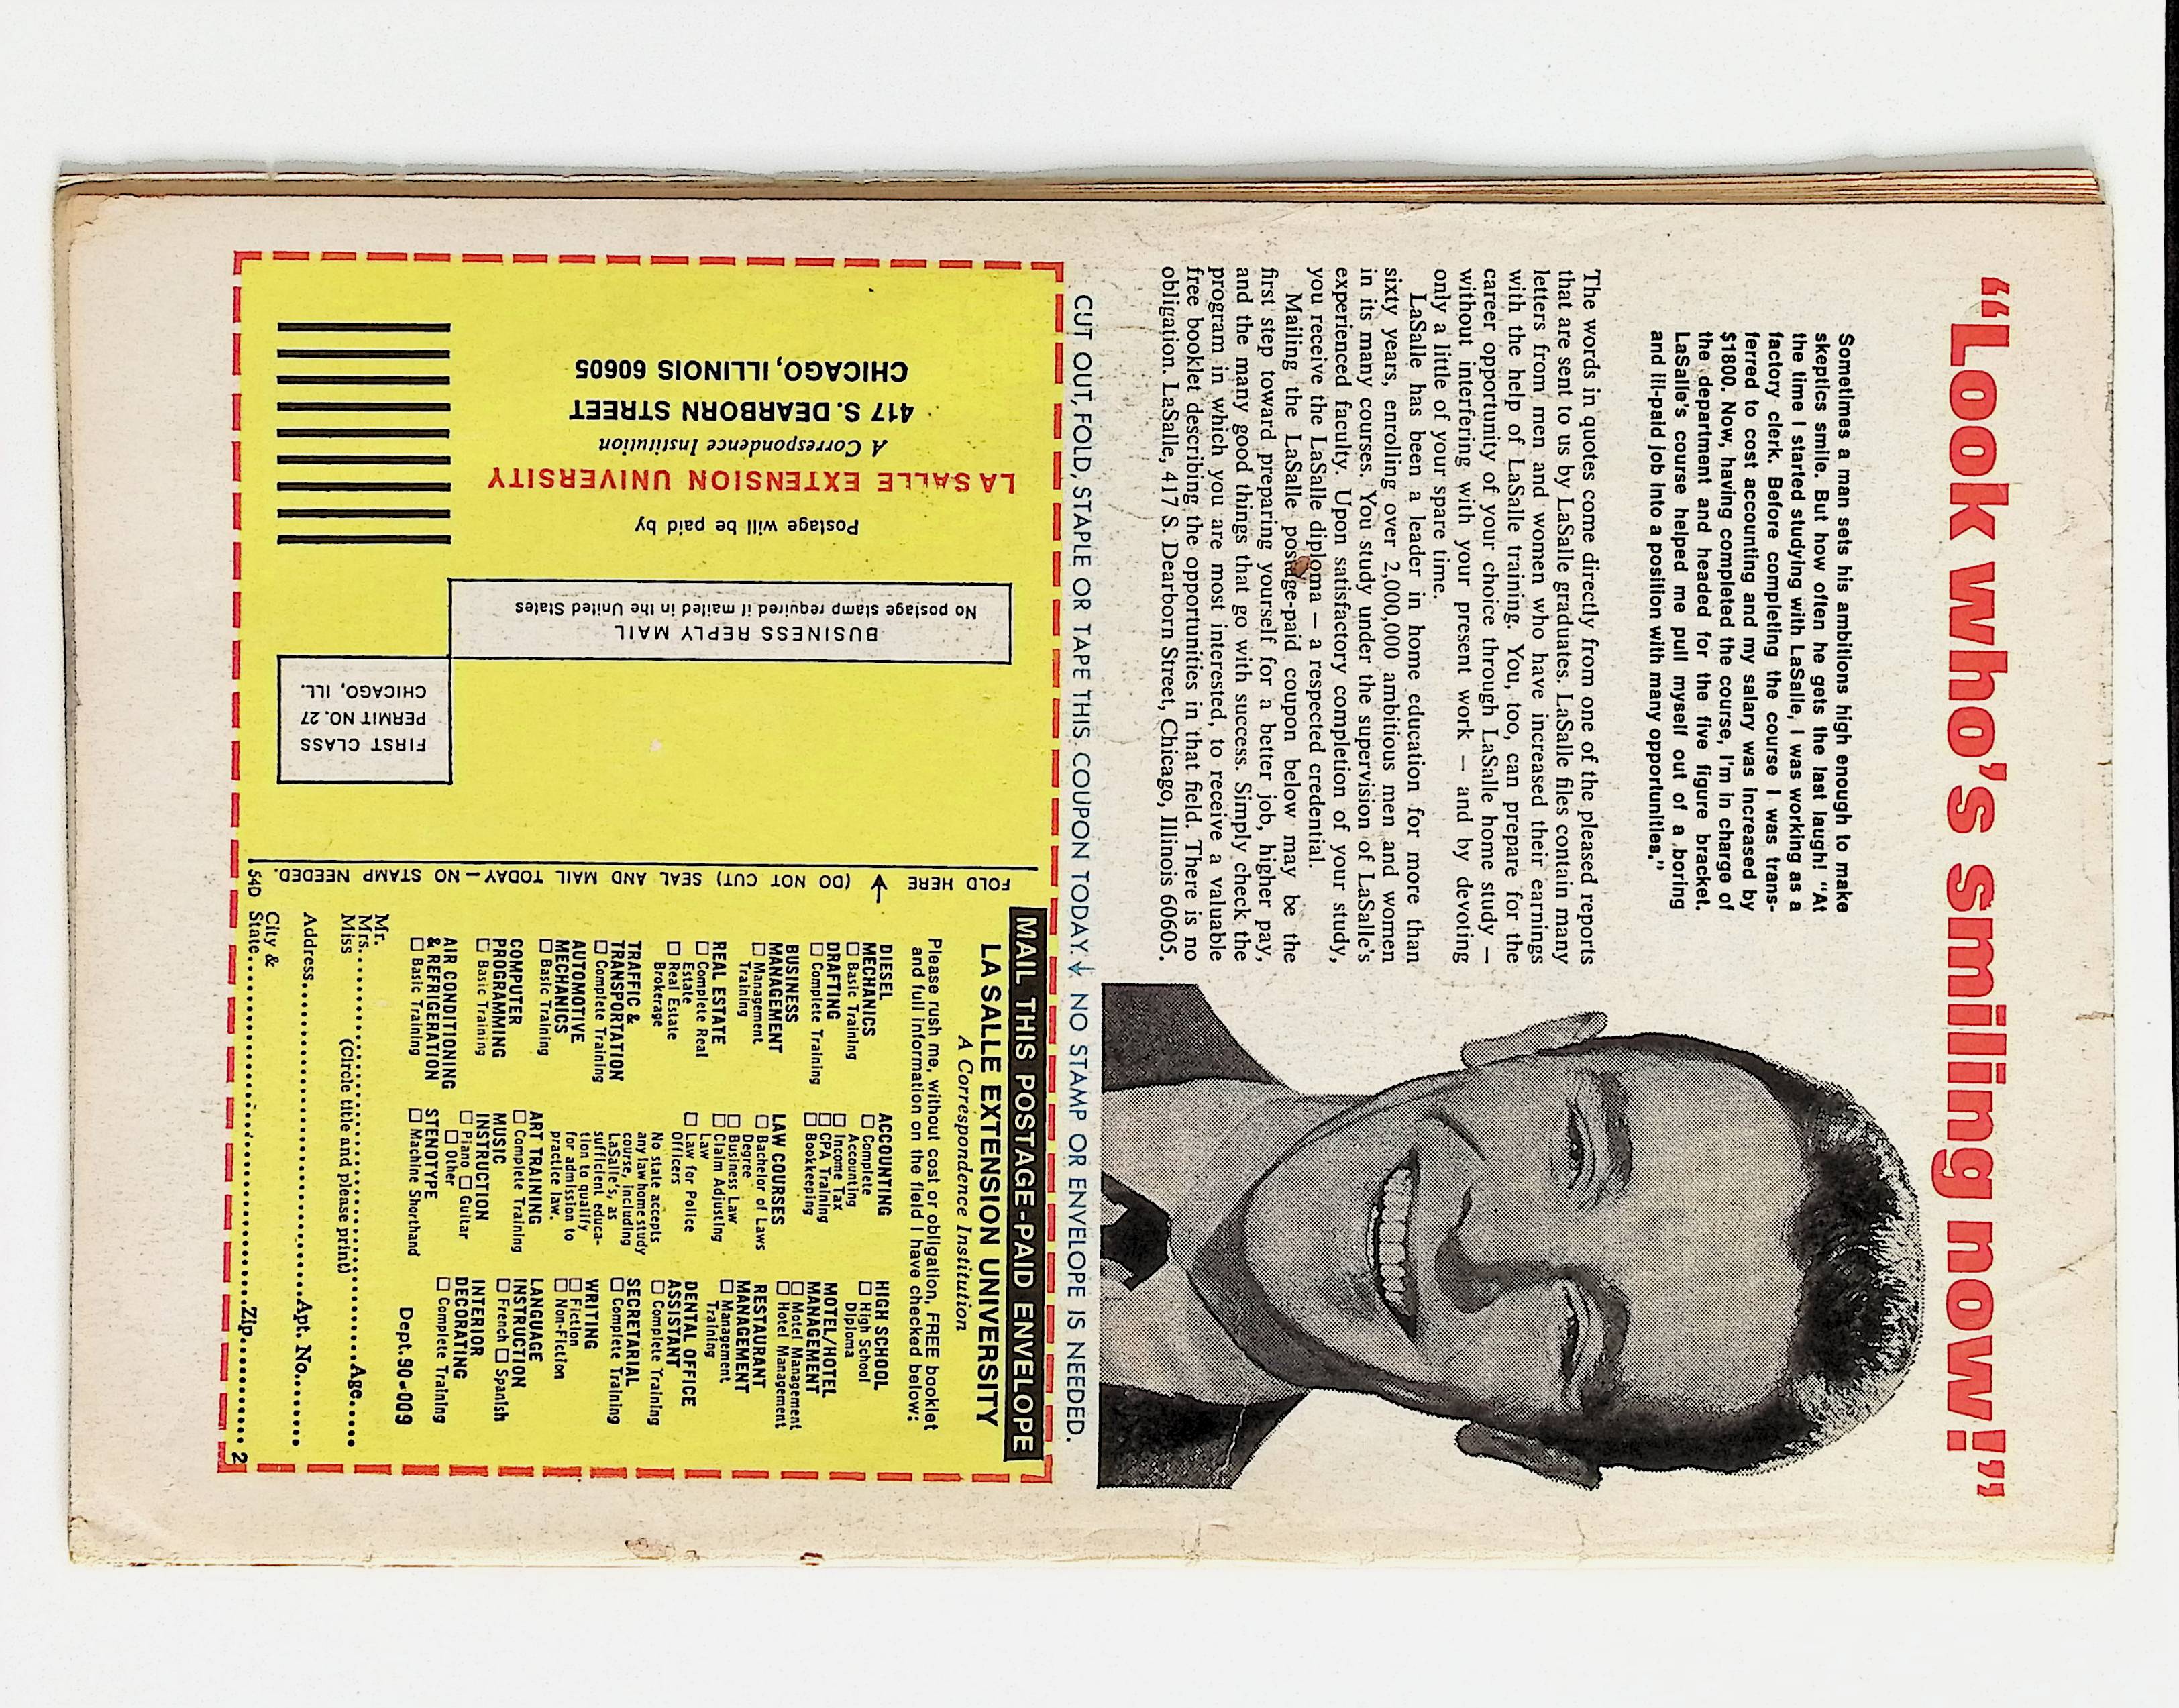 “Look who’s smiling now!”
Sometimes a man sets his ambitions high enough to make
skeptics smile. But how often he gets the last laugh! “At
the time I started studying with LaSalle, I was working as a
factory clerk. Before completing the course I was trans-
ferred to cost accounting and my salary was increased by
$1800. Now, having completed the course, I’m in charge of
the department and headed for the five figure bracket.
LaSalle’s course helped me pull myself out of a boring
and ill-paid job into a position with many opportunities.”
The words in quotes come directly from one of the pleased reports
that are sent to us by LaSalle graduates. LaSalle files contain many
letters from men and women who have increased their earnings
with the help of LaSalle training. You, too, can prepare for the
career opportunity of your choice through LaSalle home study —
without interfering with your present work — and by devoting
only a little of your spare time.
LaSalle has been a leader in home education for more than
sixty years, enrolling over 2,000,000 ambitious men and women
in its many courses. You study under the supervision of LaSalle’s
experienced faculty. Upon satisfactory completion of your study,
you receive the LaSalle diploma — a respected credential.
Mailing the LaSalle postage-paid coupon below may be the
first step toward preparing yourself for a better job, higher pay,
and the many good things that go with success. Simply check the
program in which you are most interested, to receive a valuable
free booklet describing the opportunities in that field. There is no
obligation. LaSalle, 417 S. Dearborn Street, Chicago, Illinois 60605.
CUT OUT, FOLD, STAPLE OR TAPE THIS COUPON TODAY. NO STAMP OR ENVELOPE IS NEEDED.
FIRST CLASS
PERMIT NO. 27
CHICAGO, ILL.
BUSINESS REPLY MAIL
No postage stamp required if mailed in the United States
Postage will be paid by
LA SALLE EXTENSION UNIVERSITY
A Correspondence Institution
417 S. DEARBORN STREET
CHICAGO, ILLINOIS 60605
FOLD HERE (DO NOT CUT) SEAL AND MAIL TODAY — NO STAMP NEEDED.
MAIL THIS POSTAGE-PAID ENVELOPE
LA SALLE EXTENSION UNIVERSITY
A Correspondence Institution
Please rush me, without cost or obligation, FREE booklet
and full information on the field I have checked below:
DIESEL
MECHANICS
☐ Basic Training
DRAFTING
☐ Complete Training
BUSINESS
MANAGEMENT
☐ Management
Training
REAL ESTATE
☐ Complete Real
Estate
☐ Real Estate
Brokerage
TRAFFIC &
TRANSPORTATION
☐ Complete Training
AUTOMOTIVE
MECHANICS
☐ Basic Training
COMPUTER
PROGRAMMING
☐ Basic Training
AIR CONDITIONING
& REFRIGERATION
☐ Basic Training
ACCOUNTING
☐ Complete
Accounting
☐ Income Tax
☐ CPA Training
☐ Bookkeeping
LAW COURSES
☐ Bachelor of Laws
Degree
☐ Business Law
☐ Claim Adjusting
Law
☐ Law for Police
Officers
No state accepts
any law home study
course, including
LaSalle’s, as
sufficient educa-
tion to qualify
for admission to
practice law.
ART TRAINING
☐ Complete Training
MUSIC
INSTRUCTION
☐ Piano ☐ Guitar
☐ Other
STENOTYPE
☐ Machine Shorthand
HIGH SCHOOL
☐ High School
Diploma
MOTEL/HOTEL
MANAGEMENT
☐ Motel Management
☐ Hotel Management
RESTAURANT
MANAGEMENT
☐ Management
Training
DENTAL OFFICE
ASSISTANT
☐ Complete Training
SECRETARIAL
☐ Complete Training
WRITING
☐ Fiction
☐ Non-Fiction
LANGUAGE
INSTRUCTION
☐ French ☐ Spanish
INTERIOR
DECORATING
☐ Complete Training
Dept. 90-009
Mr.
Mrs.
Miss Age
(Circle title and please print)
Address Apt. No.
City &
State Zip
54D
2